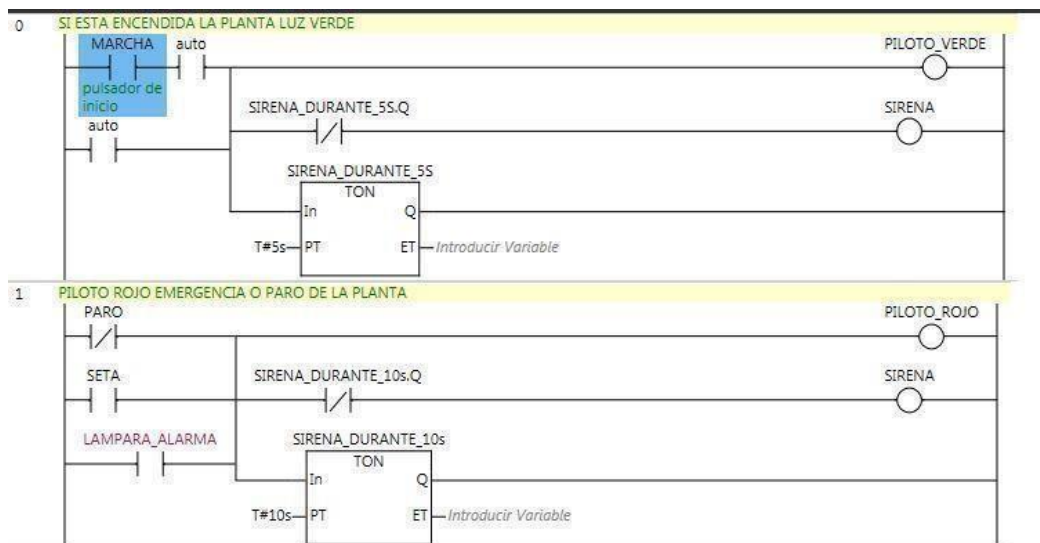 0
SI ESTA ENCENDIDA LA PLANTA LUZ VERDE
MARCHA auto PILOTO_VERDE
pulsador de
inicio
SIRENA_DURANTE_5S.Q SIRENA
auto
SIRENA_DURANTE_5S
TON
In Q
T#5s PT ET Introducir Variable
1
PILOTO ROJO EMERGENCIA O PARO DE LA PLANTA
PARO PILOTO_ROJO
SETA SIRENA_DURANTE_10s.Q SIRENA
LAMPARA_ALARMA SIRENA_DURANTE_10s
TON
In Q
T#10s PT ET Introducir Variable